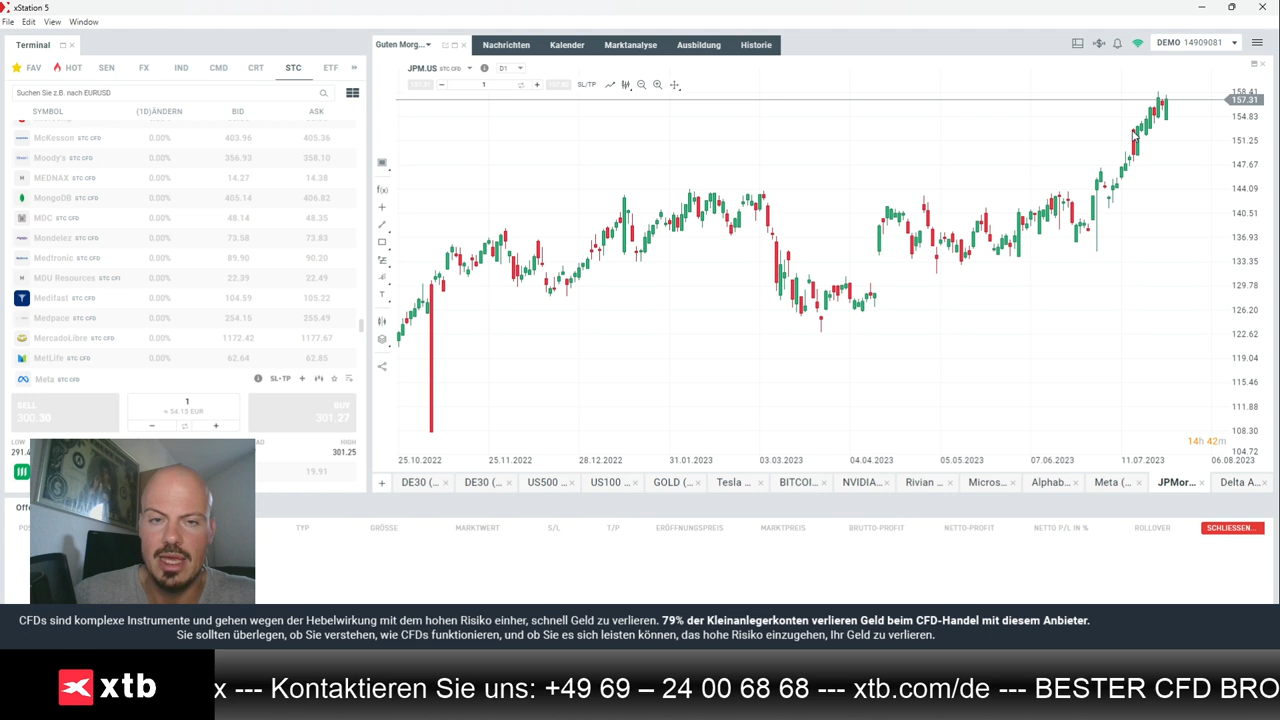 xStation 5
File Edit View Window
Terminal
Guten Morg...
Nachrichten Kalender Marktanalyse Ausbildung Historie
DEMO 14909081
FAV HOT SEN FX IND CMD CRT STC ETF
JPM.US STC CFD D1
157.31 1 157.63 SL/TP
Suchen Sie z.B. nach EURUSD
SYMBOL (1D)ÄNDERN BID ASK
McKesson STC CFD 0.00% 403.96 405.36
Moody's STC CFD 0.00% 356.93 358.10
MEDNAX STC CFD 0.00% 14.27 14.38
MongoDB STC CFD 0.00% 405.14 406.82
MDC STC CFD 0.00% 48.14 48.35
Mondelez STC CFD 0.00% 73.58 73.83
Medtronic STC CFD 0.00% 89.90 90.20
MDU Resources STC CFI 0.00% 22.39 22.49
Medifast STC CFD 0.00% 104.59 105.22
Medpace STC CFD 0.00% 254.15 255.49
MercadoLibre STC CFD 0.00% 1172.42 1177.67
MetLife STC CFD 0.00% 62.64 62.85
Meta STC CFD SL+TP
SELL
300.30
1
≈ 54.15 EUR
BUY
301.27
LOW HIGH
291.4 301.25
19.91
158.41
157.31
154.83
151.25
147.67
144.09
140.51
136.93
133.35
129.78
126.20
122.62
119.04
115.46
111.88
108.30
104.72
14h 42m
25.10.2022 25.11.2022 28.12.2022 31.01.2023 03.03.2023 04.04.2023 05.05.2023 07.06.2023 11.07.2023 06.08.2023
DE30 (... DE30 (... US500 ... US100 ... GOLD (... Tesla ... BITCOI... NVIDIA... Rivian ... Micros... Alphab... Meta (... JPMor... Delta A...
TYP GRÖSSE MARKTWERT S/L T/P ERÖFFNUNGSPREIS MARKTPREIS BRUTTO-PROFIT NETTO-PROFIT NETTO P/L IN % ROLLOVER SCHLIESSEN...
CFDs sind komplexe Instrumente und gehen wegen der Hebelwirkung mit dem hohen Risiko einher, schnell Geld zu verlieren. 79% der Kleinanlegerkonten verlieren Geld beim CFD-Handel mit diesem Anbieter.
Sie sollten überlegen, ob Sie verstehen, wie CFDs funktionieren, und ob Sie es sich leisten können, das hohe Risiko einzugehen, Ihr Geld zu verlieren.
xtb
x --- Kontaktieren Sie uns: +49 69 – 24 00 68 68 --- xtb.com/de --- BESTER CFD BRO